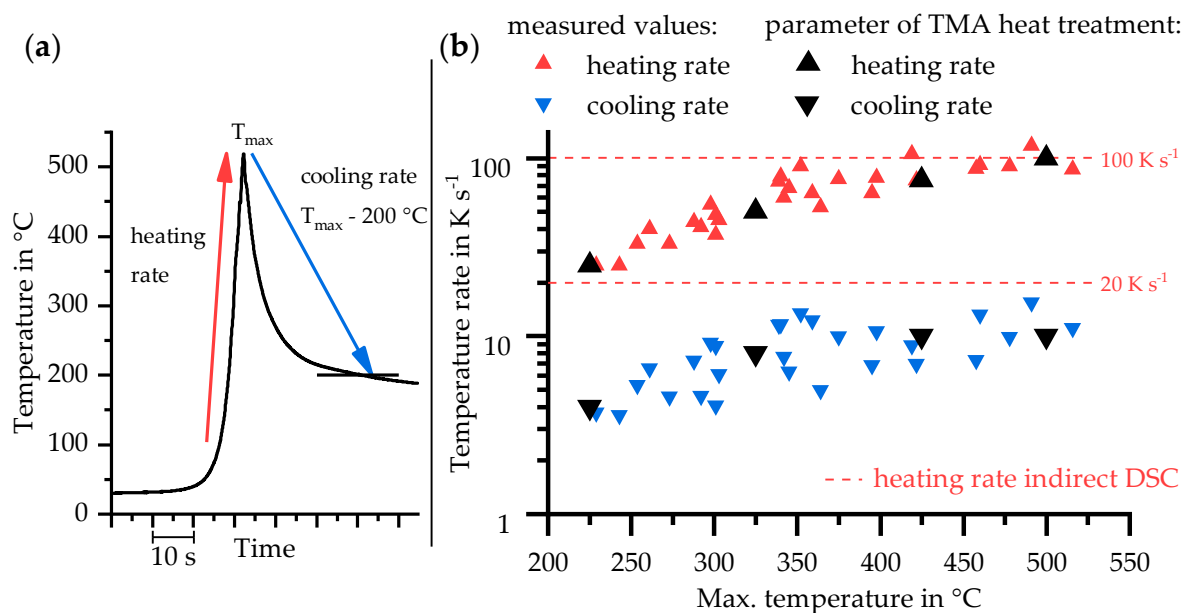 (a)
T_max
cooling rate
T_max - 200 °C
heating
rate
Temperature in °C
500
400
300
200
100
0
10 s
Time
(b)
measured values:
heating rate
cooling rate
parameter of TMA heat treatment:
heating rate
cooling rate
Temperature rate in K s⁻¹
100
10
1
100 K s⁻¹
20 K s⁻¹
heating rate indirect DSC
200 250 300 350 400 450 500 550
Max. temperature in °C